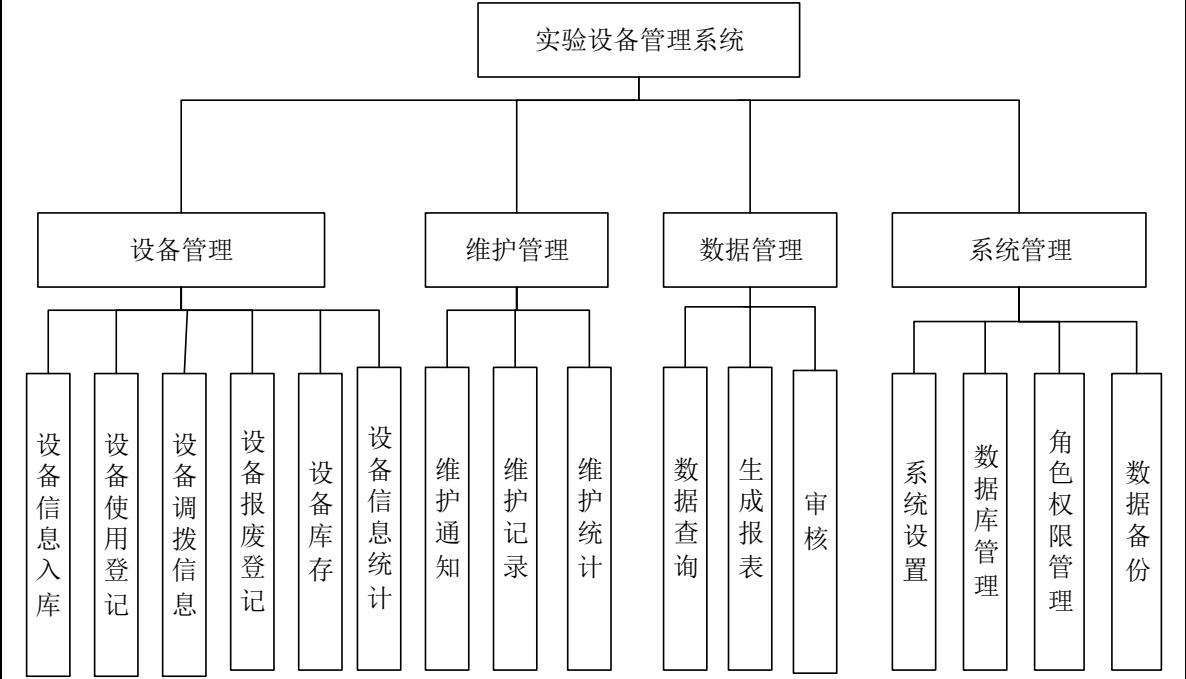 实验设备管理系统
设备管理
维护管理
数据管理
系统管理
设备信息入库
设备使用登记
设备调拨信息
设备报废登记
设备库存
设备信息统计
维护通知
维护记录
维护统计
数据查询
生成报表
审核
系统设置
数据库管理
角色权限管理
数据备份